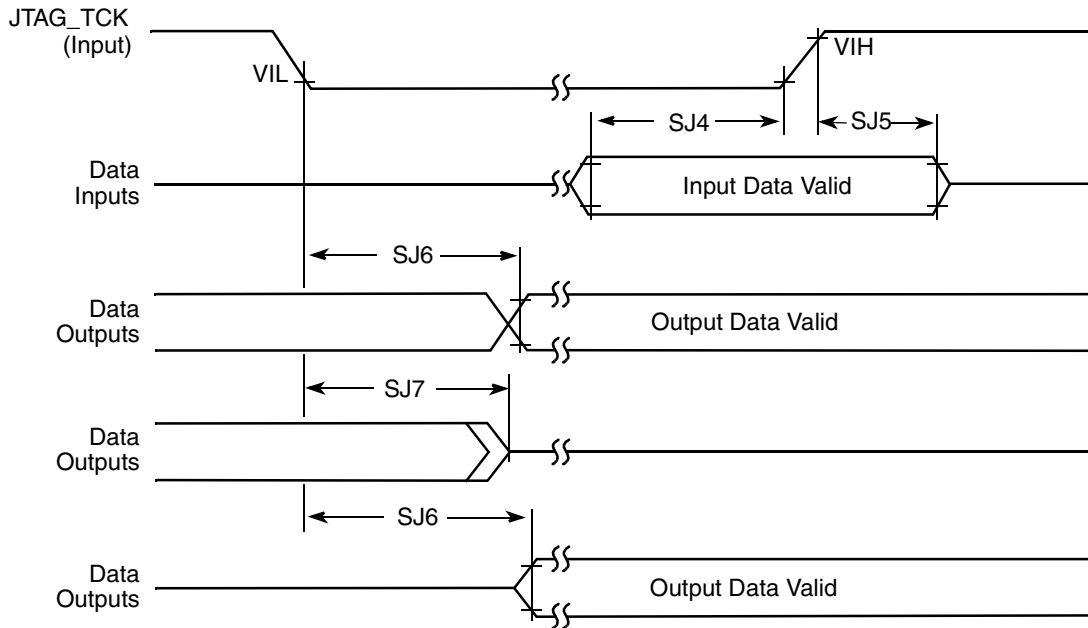 JTAG_TCK
(Input)
VIL
VIH
SJ4
SJ5
Data
Inputs
Input Data Valid
SJ6
Data
Outputs
Output Data Valid
SJ7
Data
Outputs
SJ6
Data
Outputs
Output Data Valid